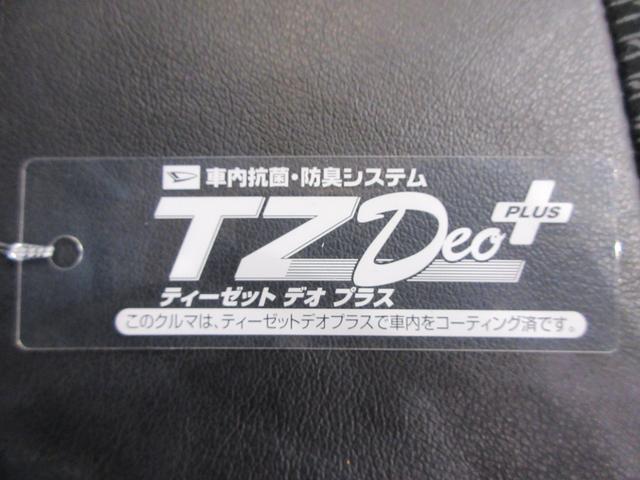 車内抗菌・防臭システム
TZ Deo PLUS
ティーゼット デオ プラス
このクルマは、ティーゼットデオプラスで車内をコーティング済です。